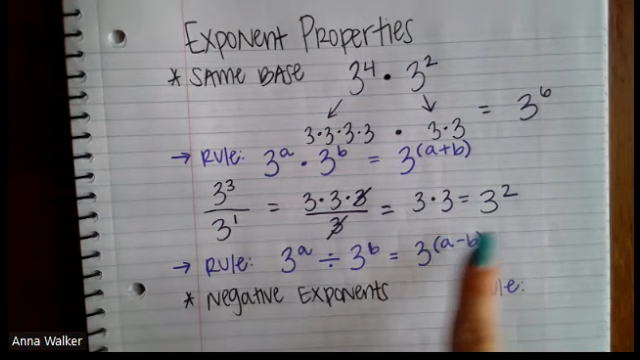 Exponent Properties
* SAME BASE 3⁴ • 3²
3•3•3•3 • 3•3 = 3⁶
→ RULE: 3ᵃ • 3ᵇ = 3⁽ᵃ⁺ᵇ⁾
3³/3¹ = 3•3•3/3 = 3•3 = 3²
→ RULE: 3ᵃ ÷ 3ᵇ = 3⁽ᵃ⁻ᵇ⁾
* Negative Exponents
Anna Walker